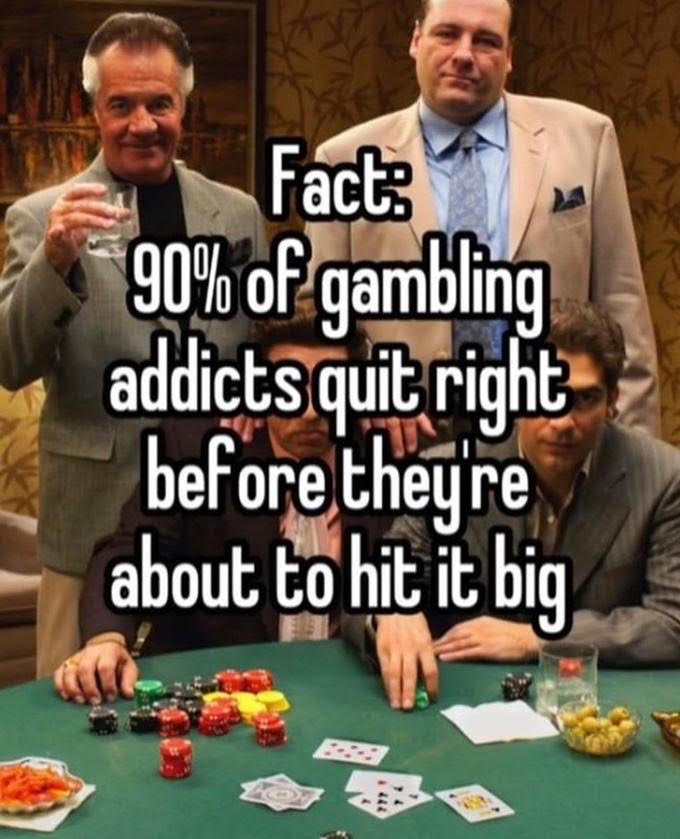 Fact:
90% of gambling
addicts quit right
before they're
about to hit it big